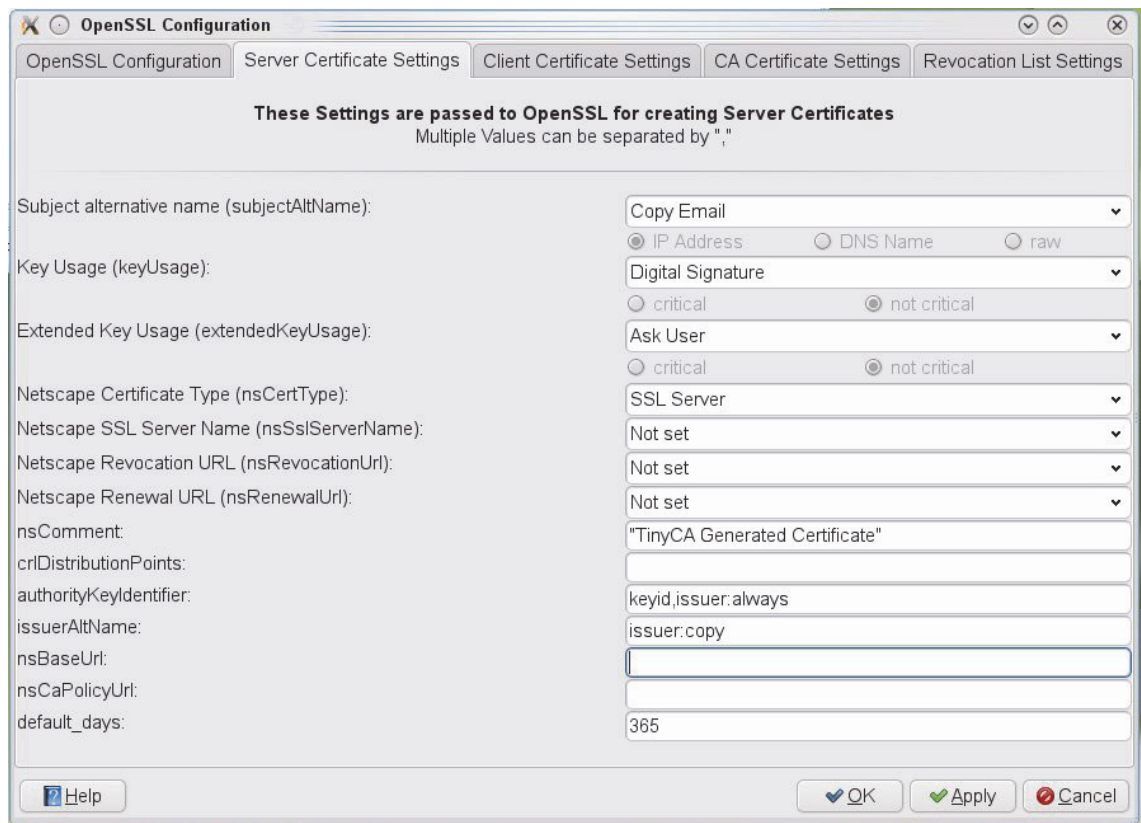 OpenSSL Configuration
OpenSSL Configuration Server Certificate Settings Client Certificate Settings CA Certificate Settings Revocation List Settings
These Settings are passed to OpenSSL for creating Server Certificates
Multiple Values can be separated by ","
Subject alternative name (subjectAltName): Copy Email
IP Address DNS Name raw
Key Usage (keyUsage): Digital Signature
critical not critical
Extended Key Usage (extendedKeyUsage): Ask User
critical not critical
Netscape Certificate Type (nsCertType): SSL Server
Netscape SSL Server Name (nsSslServerName): Not set
Netscape Revocation URL (nsRevocationUrl): Not set
Netscape Renewal URL (nsRenewalUrl): Not set
nsComment: "TinyCA Generated Certificate"
crlDistributionPoints:
authorityKeyIdentifier: keyid,issuer:always
issuerAltName: issuer:copy
nsBaseUrl:
nsCaPolicyUrl:
default_days: 365
Help OK Apply Cancel